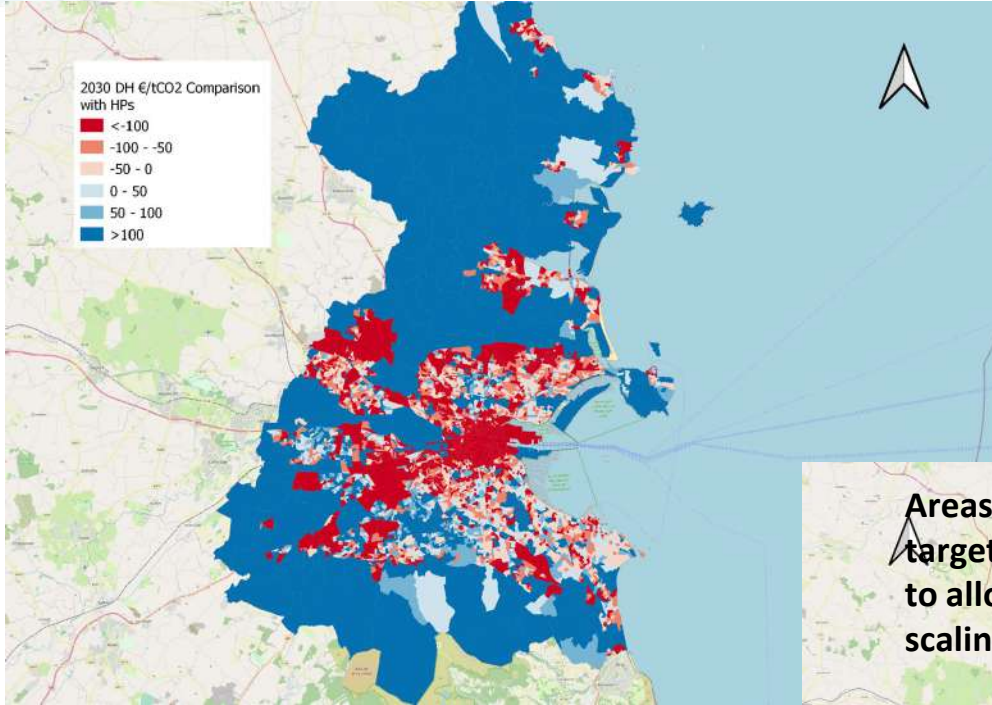 2030 DH €/tCO2 Comparison
with HPs
<-100
-100 - -50
-50 - 0
0 - 50
50 - 100
>100
Areas
target
to allo
scalin